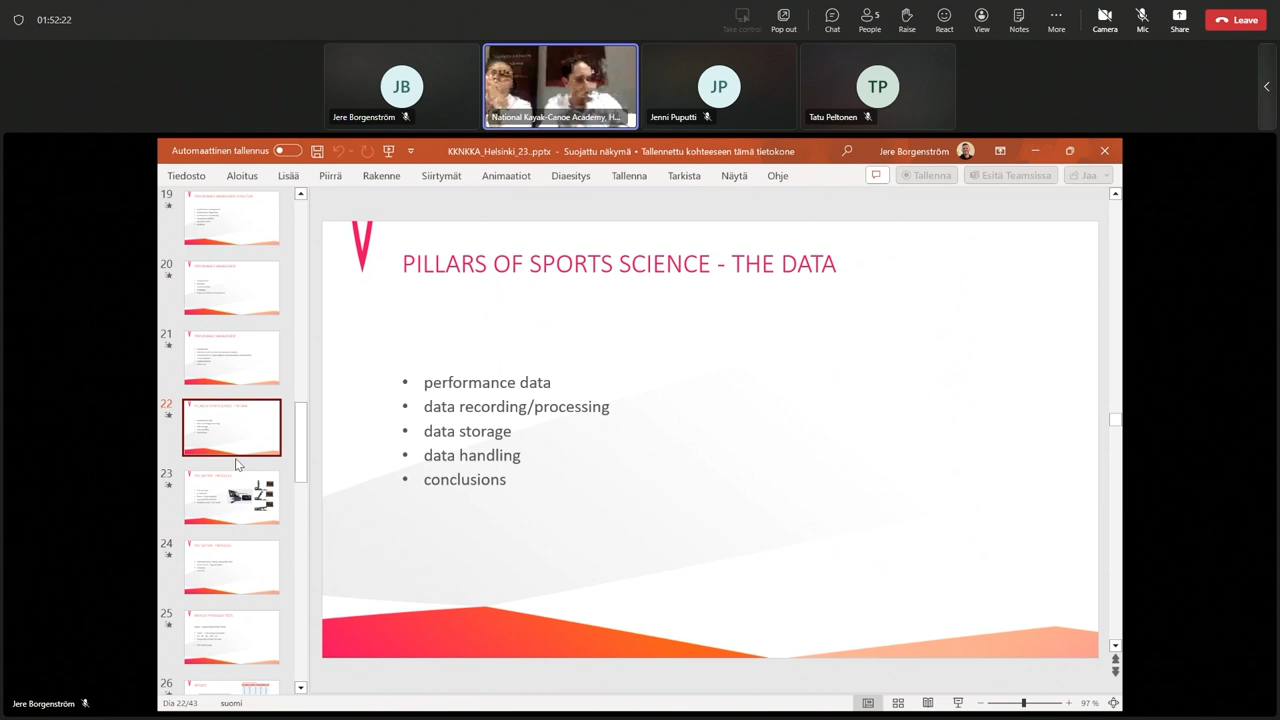 01:52:22
Take control
Pop out
Chat
5
People
Raise
React
View
Notes
More
Camera
Mic
Share
Leave
JB
JP
TP
Jere Borgenström
National Kayak-Canoe Academy, H...
Jenni Puputti
Tatu Peltonen
Automaattinen tallennus
KKNKKA_Helsinki_23..pptx - Suojattu näkymä • Tallennettu kohteeseen tämä tietokone
Jere Borgenström
Tiedosto Aloitus Lisää Piirrä Rakenne Siirtymät Animaatiot Diaesitys Tallenna Tarkista Näytä Ohje
Tallenna
Esitä Teamsissa
Jaa
19
20
21
22
23
24
25
26
PILLARS OF SPORTS SCIENCE - THE DATA
• performance data
• data recording/processing
• data storage
• data handling
• conclusions
Dia 22/43 suomi
97 %
Jere Borgenström